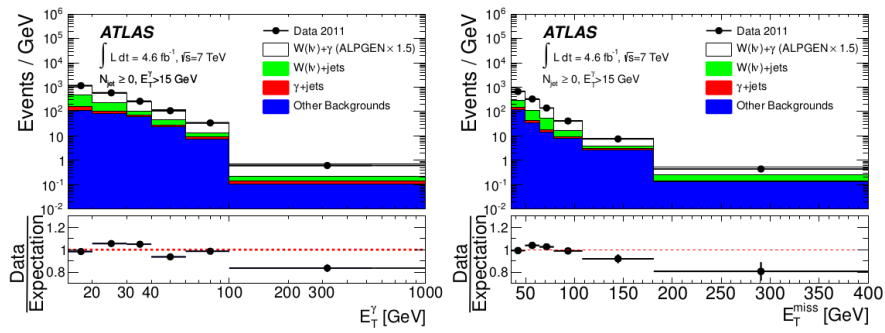 ATLAS
∫ L dt = 4.6 fb⁻¹, √s=7 TeV
N_jet ≥ 0, E_T^γ>15 GeV
Data 2011
W(lν)+γ (ALPGEN × 1.5)
W(lν)+jets
γ+jets
Other Backgrounds
Events / GeV
10⁶
10⁵
10⁴
10³
10²
10
1
10⁻¹
10⁻²
Data
Expectation
1.2
1
0.8
20 30 40 100 200 300 1000
E_T^γ [GeV]
ATLAS
∫ L dt = 4.6 fb⁻¹, √s=7 TeV
N_jet ≥ 0, E_T^γ>15 GeV
Data 2011
W(lν)+γ (ALPGEN × 1.5)
W(lν)+jets
γ+jets
Other Backgrounds
Events / GeV
10⁶
10⁵
10⁴
10³
10²
10
1
10⁻¹
10⁻²
Data
Expectation
1.2
1
0.8
50 100 150 200 250 300 350 400
E_T^miss [GeV]